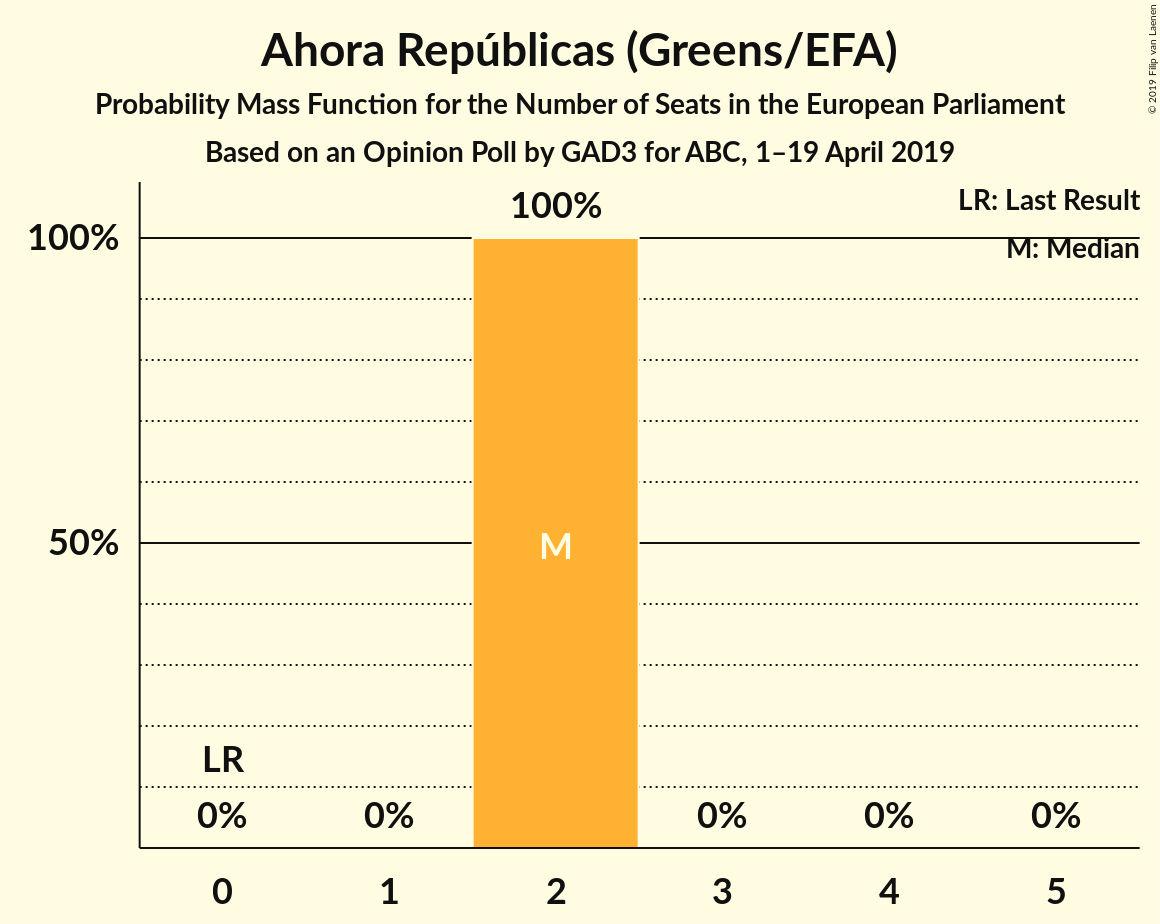 Ahora Repúblicas (Greens/EFA)
Probability Mass Function for the Number of Seats in the European Parliament
Based on an Opinion Poll by GAD3 for ABC, 1–19 April 2019
© 2019 Filip van Laenen
LR: Last Result
M: Median
100%
100%
50%
M
LR
0%
0%
0%
0%
0%
0
1
2
3
4
5